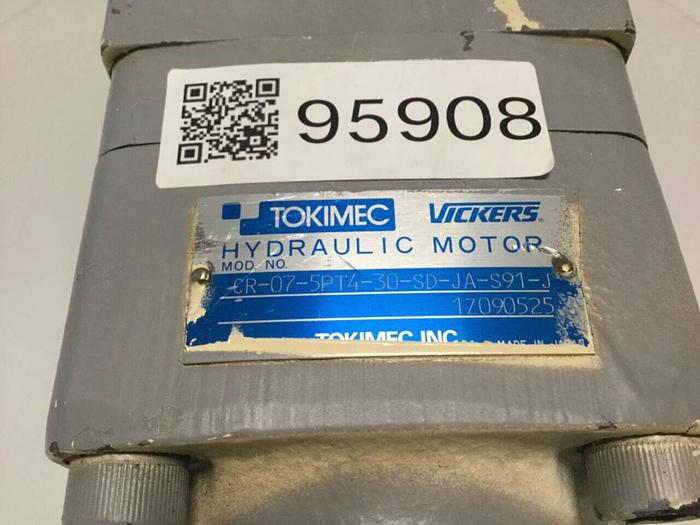 95908
TOKIMEC VICKERS®
HYDRAULIC MOTOR
MOD. NO.
CR-07-5PT4-30-SD-JA-S91-J
1Z090525
TOKIMEC INC. MADE IN JAPAN